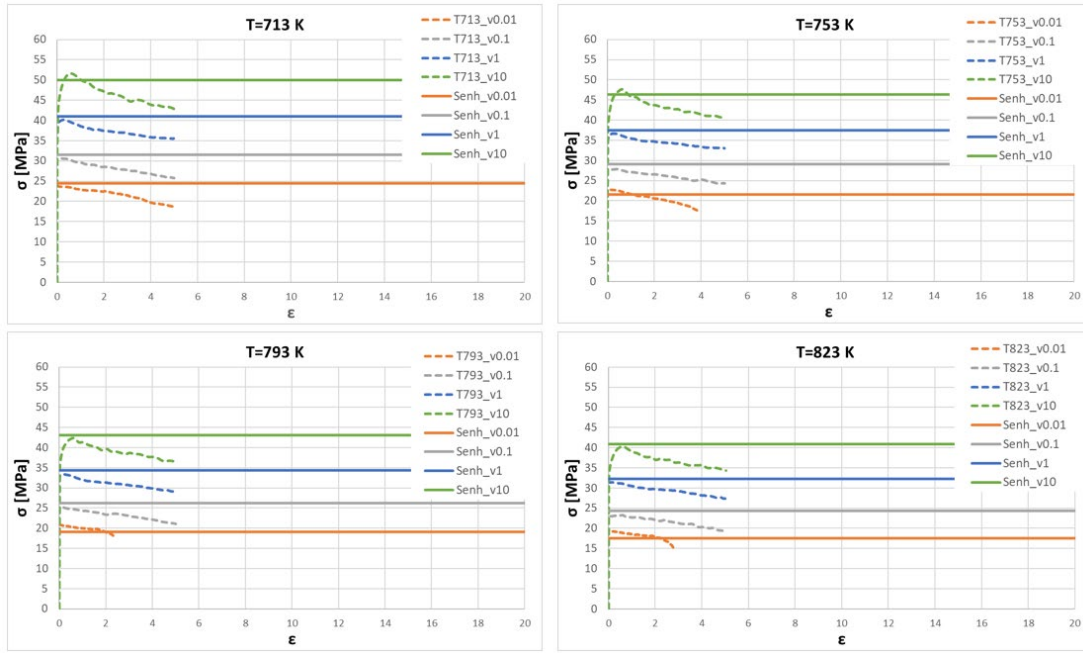 T=713 K
T713_v0.01
T713_v0.1
T713_v1
T713_v10
Senh_v0.01
Senh_v0.1
Senh_v1
Senh_v10
σ [MPa]
60
55
50
45
40
35
30
25
20
15
10
5
0
0 2 4 6 8 10 12 14 16 18 20
ε
T=753 K
T753_v0.01
T753_v0.1
T753_v1
T753_v10
Senh_v0.01
Senh_v0.1
Senh_v1
Senh_v10
σ [MPa]
60
55
50
45
40
35
30
25
20
15
10
5
0
0 2 4 6 8 10 12 14 16 18 20
ε
T=793 K
T793_v0.01
T793_v0.1
T793_v1
T793_v10
Senh_v0.01
Senh_v0.1
Senh_v1
Senh_v10
σ [MPa]
60
55
50
45
40
35
30
25
20
15
10
5
0
0 2 4 6 8 10 12 14 16 18 20
ε
T=823 K
T823_v0.01
T823_v0.1
T823_v1
T823_v10
Senh_v0.01
Senh_v0.1
Senh_v1
Senh_v10
σ [MPa]
60
55
50
45
40
35
30
25
20
15
10
5
0
0 2 4 6 8 10 12 14 16 18 20
ε